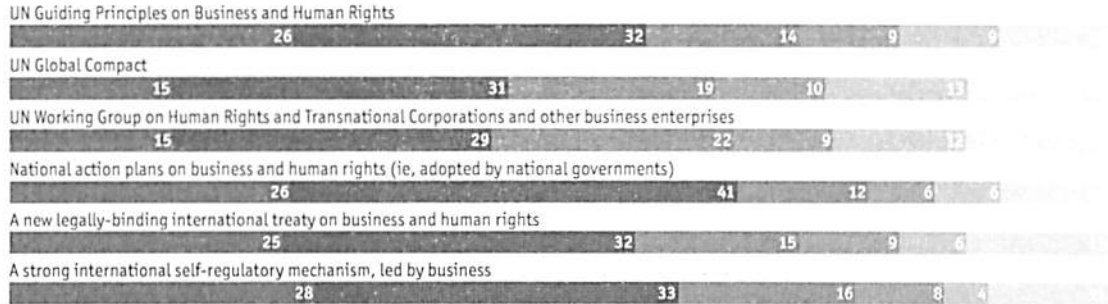 UN Guiding Principles on Business and Human Rights
26 32 14 9 9
UN Global Compact
15 31 19 10 13
UN Working Group on Human Rights and Transnational Corporations and other business enterprises
15 29 22 9 12
National action plans on business and human rights (ie, adopted by national governments)
26 41 12 6 6
A new legally-binding international treaty on business and human rights
25 32 15 9 6
A strong international self-regulatory mechanism, led by business
28 33 16 8 4